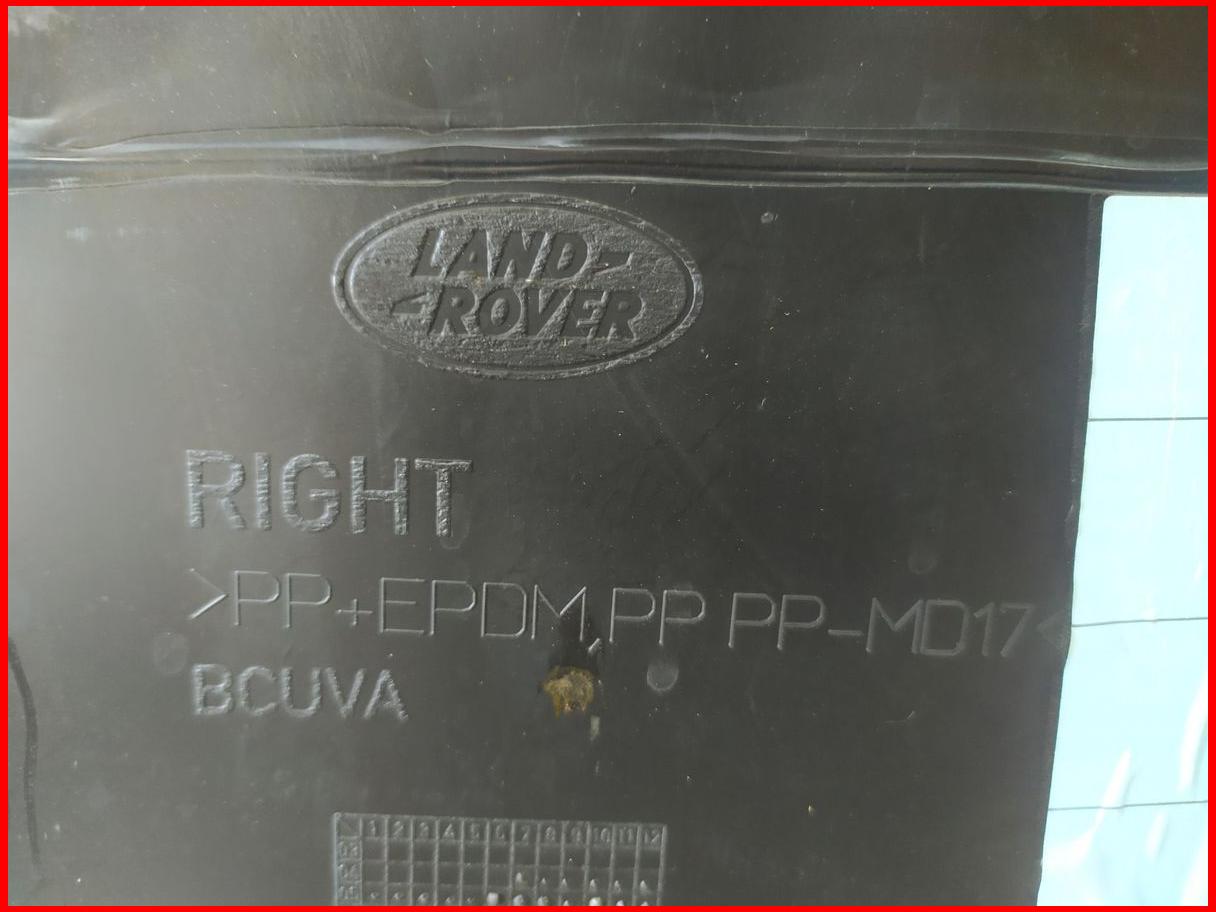 LAND-
-ROVER
RIGHT
>PP+EPDM,PP PP-MD17<
BCUVA
1 2 3 4 5 6 7 8 9 10 11 12